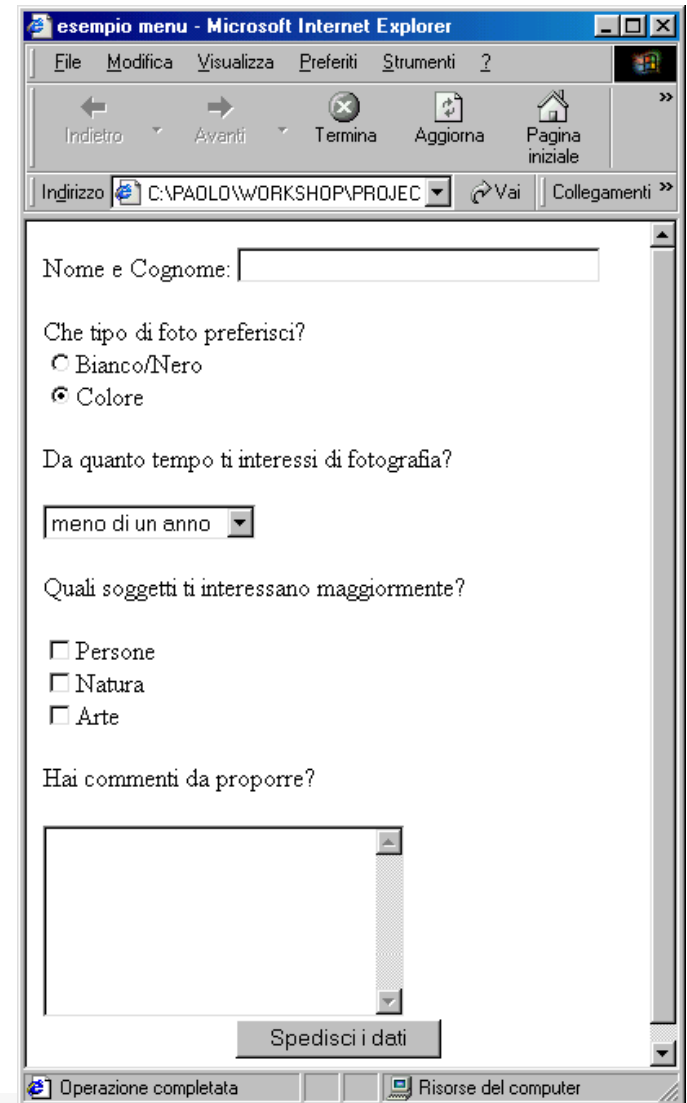 esempio menu - Microsoft Internet Explorer
File Modifica Visualizza Preferiti Strumenti ?
Indietro Avanti Termina Aggiorna Pagina iniziale »
Indirizzo C:\PAOLO\WORKSHOP\PROJEC Vai Collegamenti »
Nome e Cognome:
Che tipo di foto preferisci?
Bianco/Nero
Colore
Da quanto tempo ti interessi di fotografia?
meno di un anno
Quali soggetti ti interessano maggiormente?
Persone
Natura
Arte
Hai commenti da proporre?
Spedisci i dati
Operazione completata Risorse del computer